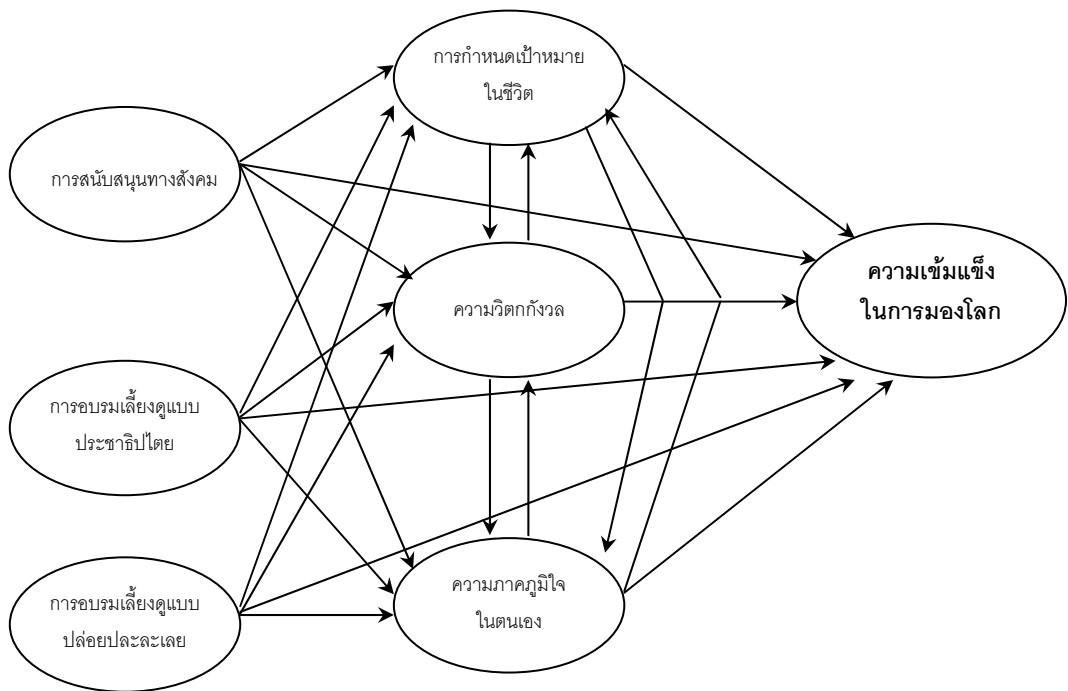 การกำหนดเป้าหมาย
ในชีวิต
การสนับสนุนทางสังคม
ความเข้มแข็ง
ในการมองโลก
ความวิตกกังวล
การอบรมเลี้ยงดูแบบ
ประชาธิปไตย
ความภาคภูมิใจ
ในตนเอง
การอบรมเลี้ยงดูแบบ
ปล่อยปละละเลย